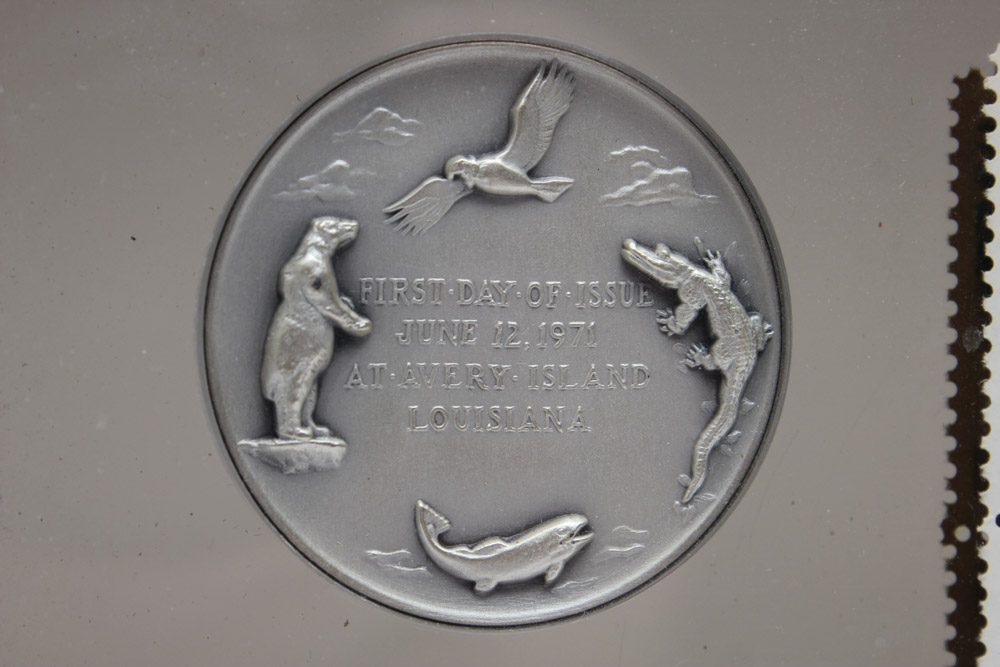 FIRST·DAY·OF·ISSUE
JUNE 12, 1971
AT·AVERY·ISLAND
LOUISIANA